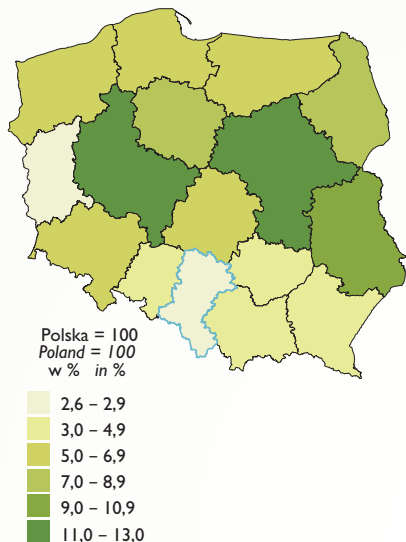 Polska = 100
Poland = 100
w % in %
2,6 – 2,9
3,0 – 4,9
5,0 – 6,9
7,0 – 8,9
9,0 – 10,9
11,0 – 13,0